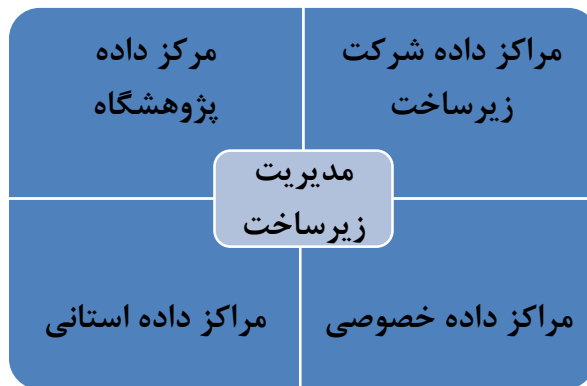 مراکز داده شرکت
زیرساخت
مرکز داده
پژوهشگاه
مدیریت
زیرساخت
مراکز داده خصوصی
مراکز داده استانی